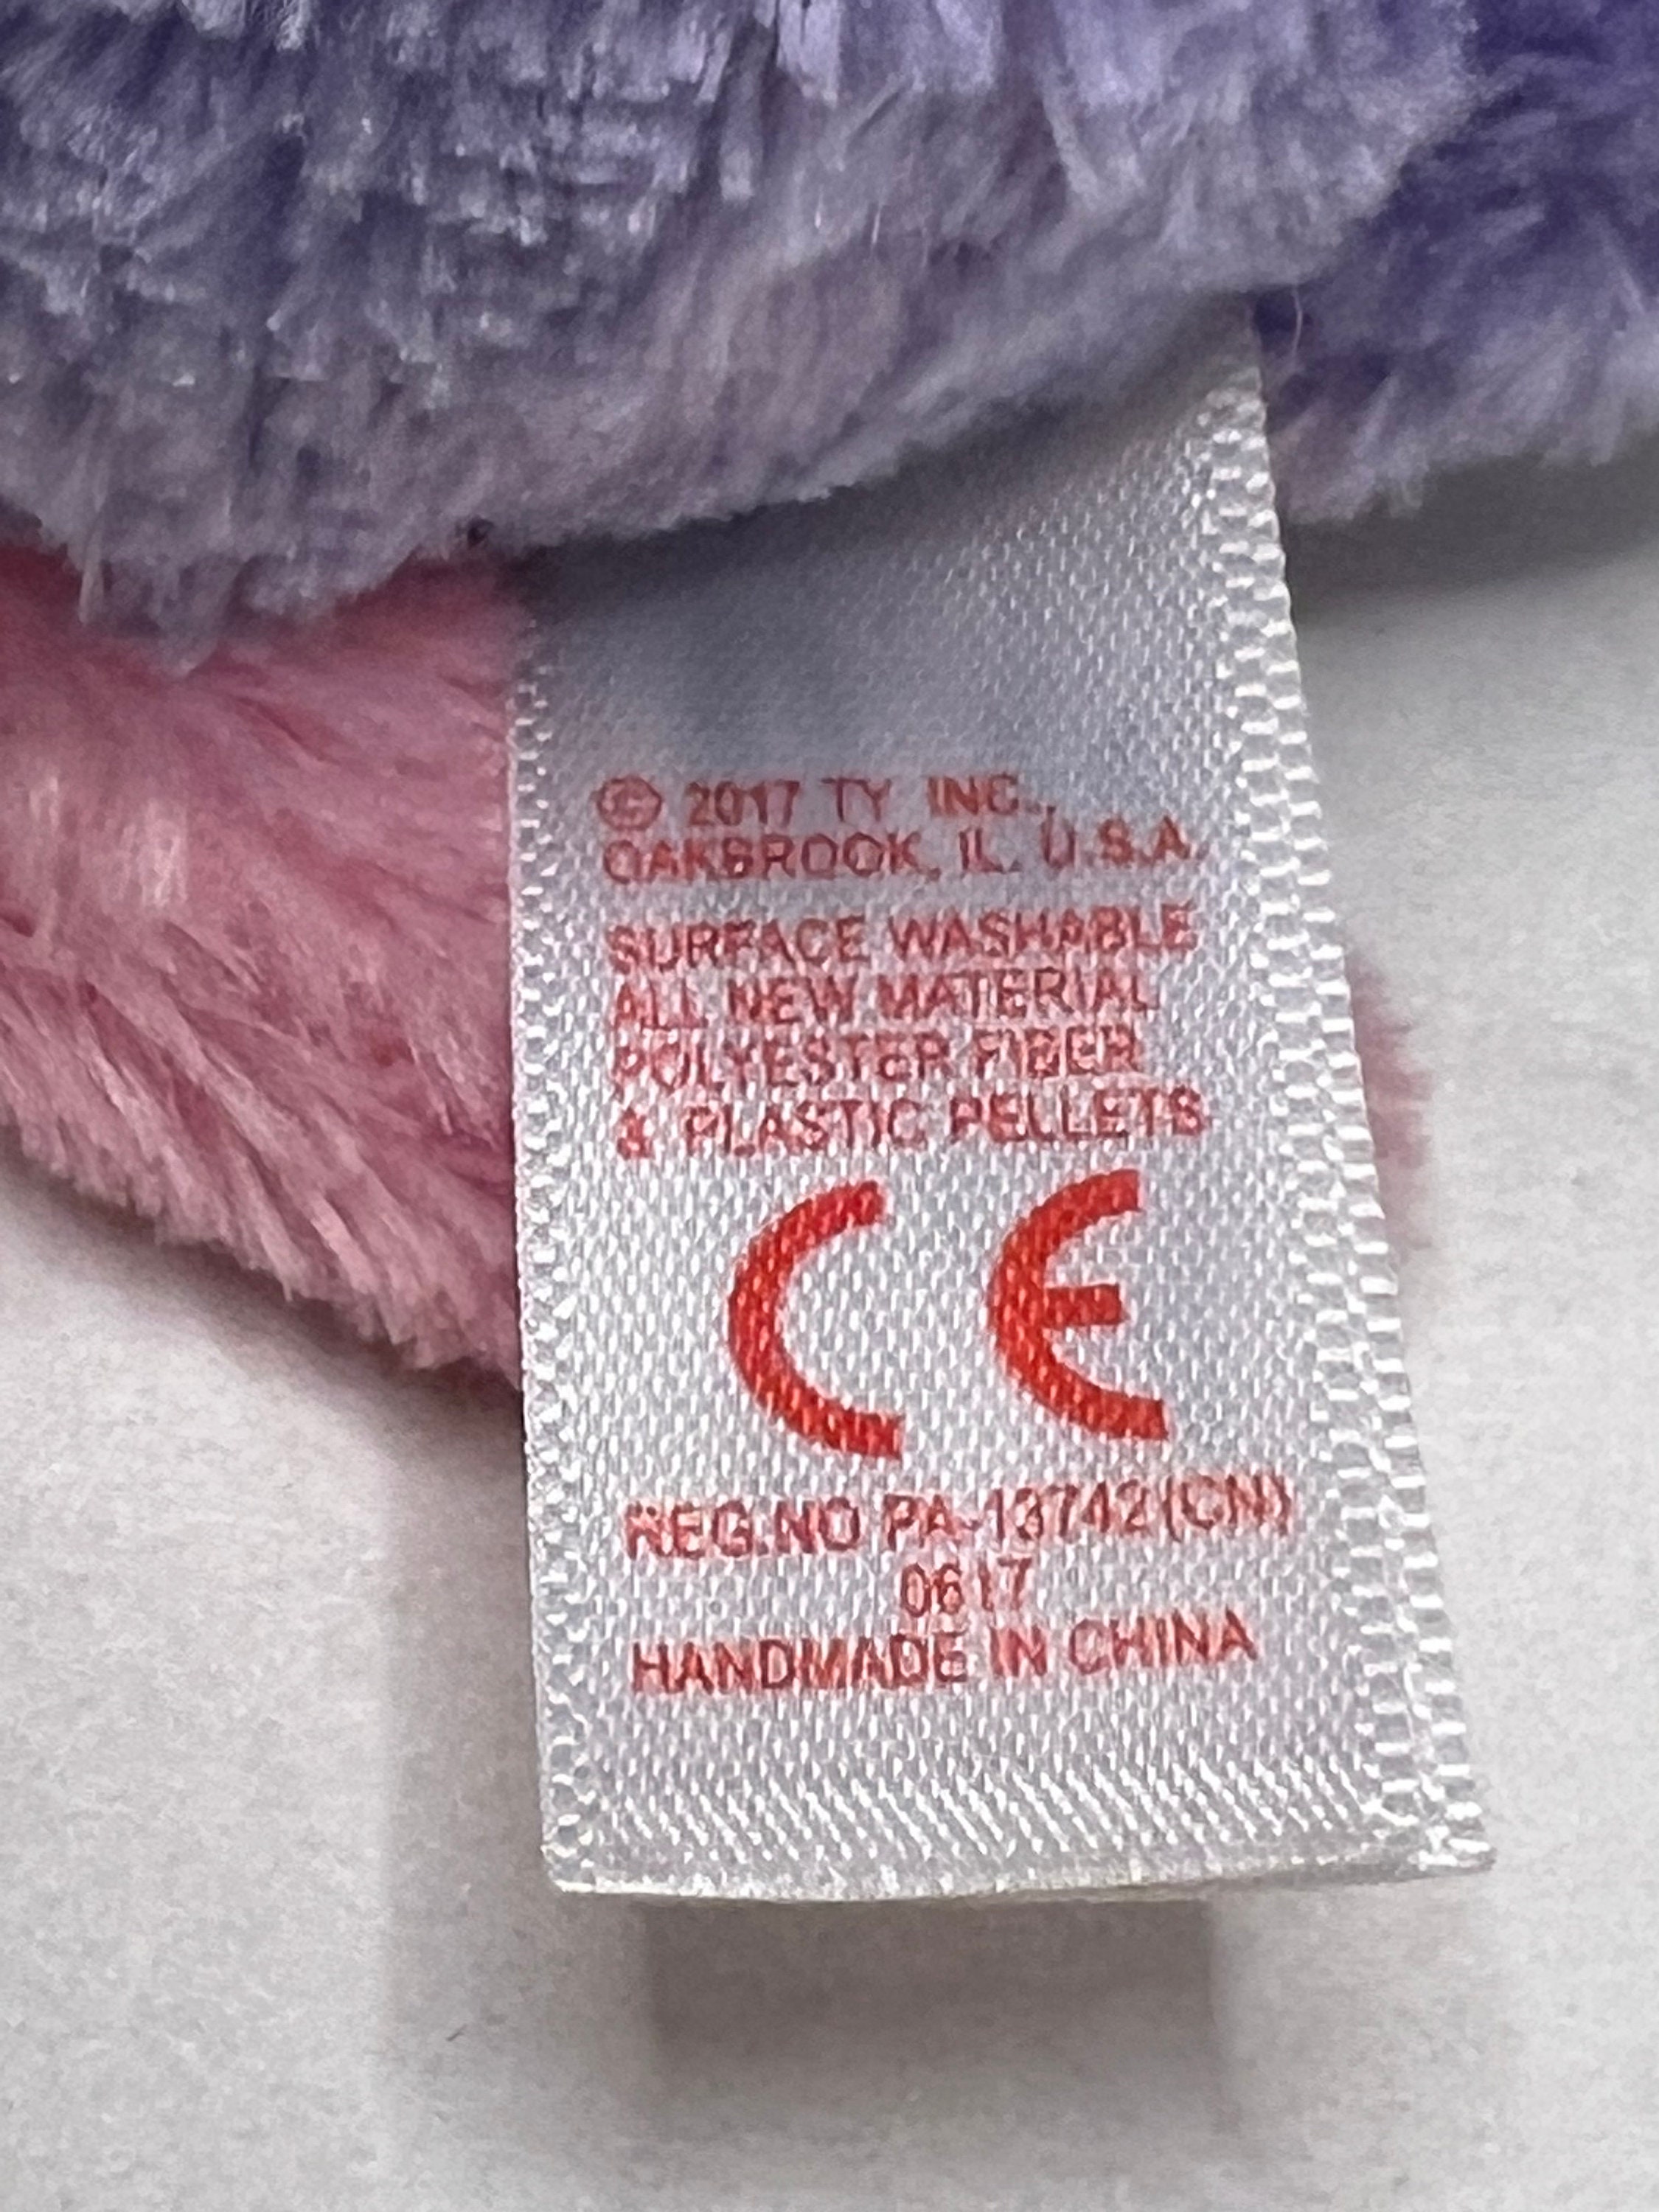 © 2017 TY INC.,
OAKBROOK, IL. U.S.A.
SURFACE WASHABLE
ALL NEW MATERIAL
POLYESTER FIBER
& PLASTIC PELLETS
CE
REG.NO PA-13742(CN)
0617
HANDMADE IN CHINA